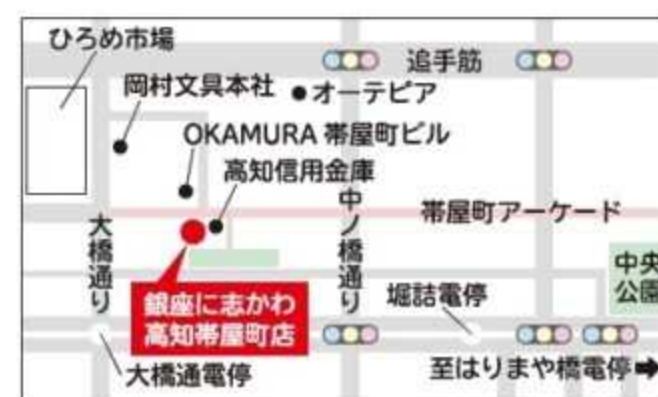 ひろめ市場
追手筋
岡村文具本社
オーテピア
OKAMURA 帯屋町ビル
高知信用金庫
帯屋町アーケード
中ノ橋通り
大橋通り
中央
公園
銀座に志かわ
高知帯屋町店
堀詰電停
大橋通電停
至はりまや橋電停➡